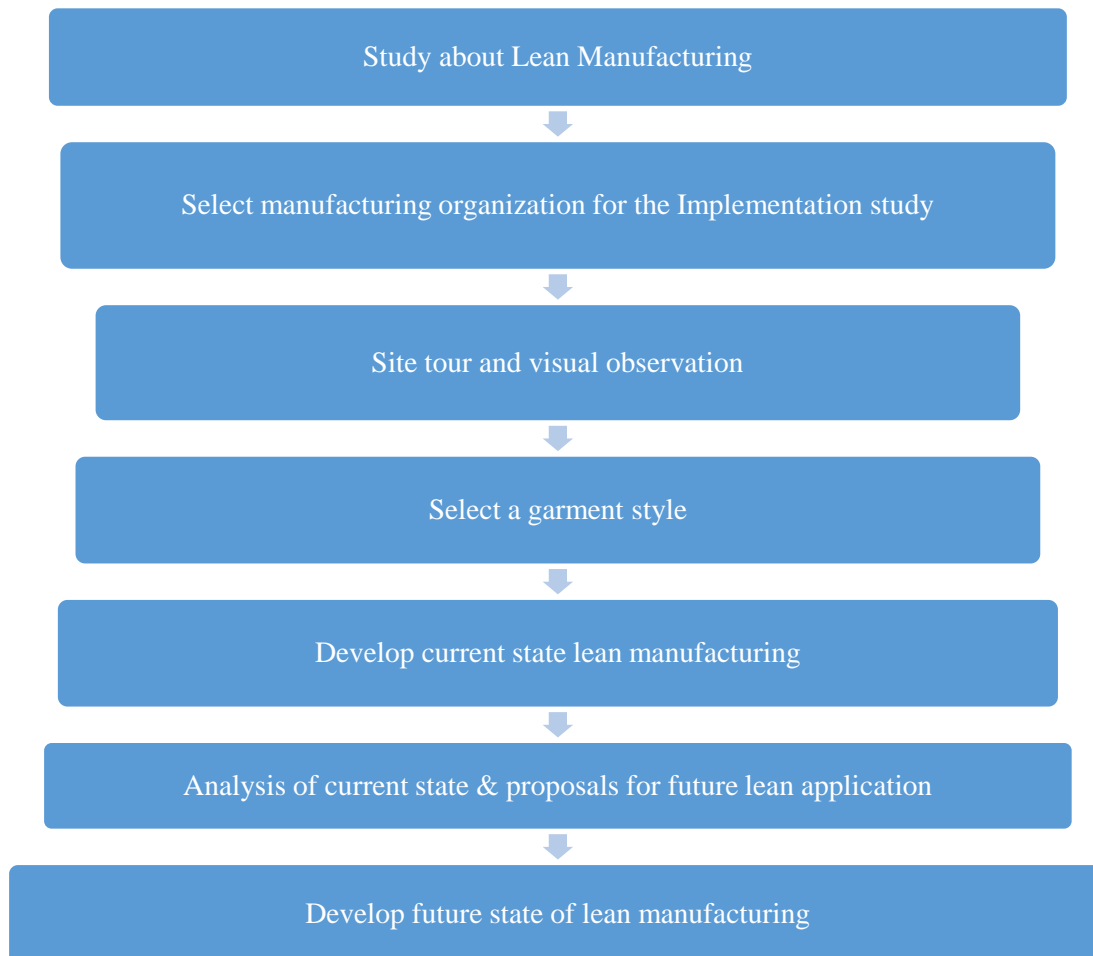 Study about Lean Manufacturing
Select manufacturing organization for the Implementation study
Site tour and visual observation
Select a garment style
Develop current state lean manufacturing
Analysis of current state & proposals for future lean application
Develop future state of lean manufacturing